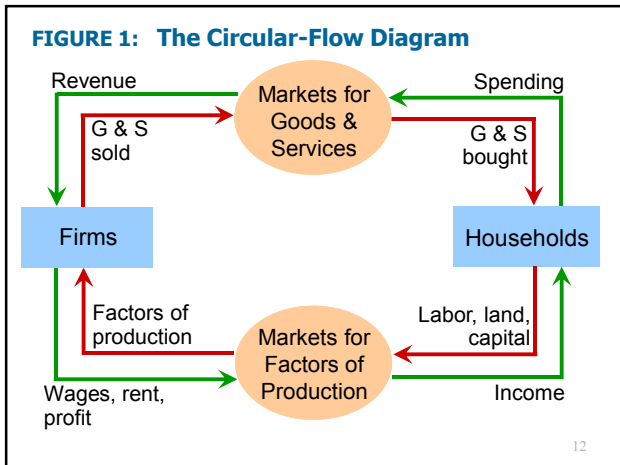 FIGURE 1: The Circular-Flow Diagram
Revenue
Markets for
Goods &
Services
Spending
G & S
sold
G & S
bought
Firms
Households
Factors of
production
Markets for
Factors of
Production
Labor, land,
capital
Wages, rent,
profit
Income
12